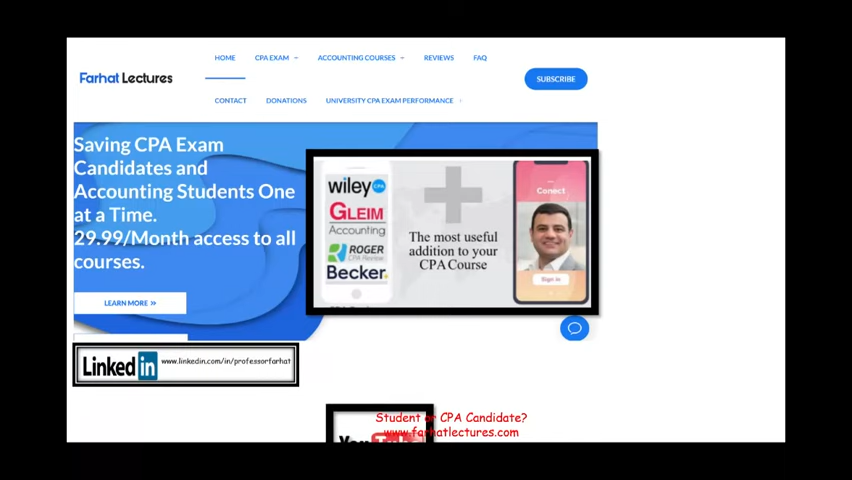 HOME
CPA EXAM
ACCOUNTING COURSES
REVIEWS
FAQ
Farhat Lectures
SUBSCRIBE
CONTACT
DONATIONS
UNIVERSITY CPA EXAM PERFORMANCE
Saving CPA Exam
Candidates and
Accounting Students One
at a Time.
29.99/Month access to all
courses.
LEARN MORE »
wiley CPA
GLEIM
Accounting
ROGER
CPA Review
Becker.
The most useful
addition to your
CPA Course
Conect
Sign in
Linked in
www.linkedin.com/in/professorfarhat
Student or CPA Candidate?
www.farhatlectures.com